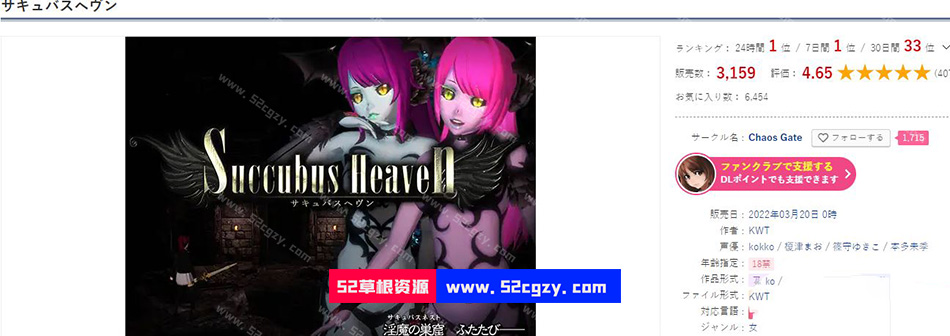 サキュバスヘヴン
www.52cgzy.com
Succubus Heaven
サキュバスヘヴン
52草根资源 www.52cgzy.com
サキュバスネスト
淫魔の巣窟 ふたたび――
ランキング： 24時間 1 位 / 7日間 1 位 / 30日間 33 位
販売数： 3,159 評価： 4.65 ★★★★★ (407
お気に入り数： 6,454
サークル名： Chaos Gate フォローする 1,715
ファンクラブで支援する
DLポイントでも支援できます
販売日： 2022年03月20日 0時
作者： KWT
声優： kokko / 榎津まお / 篠守ゆきこ / 本多未季
年齢指定： 18禁
作品形式： ko /
ファイル形式： KWT
対応言語：
ジャンル： 女